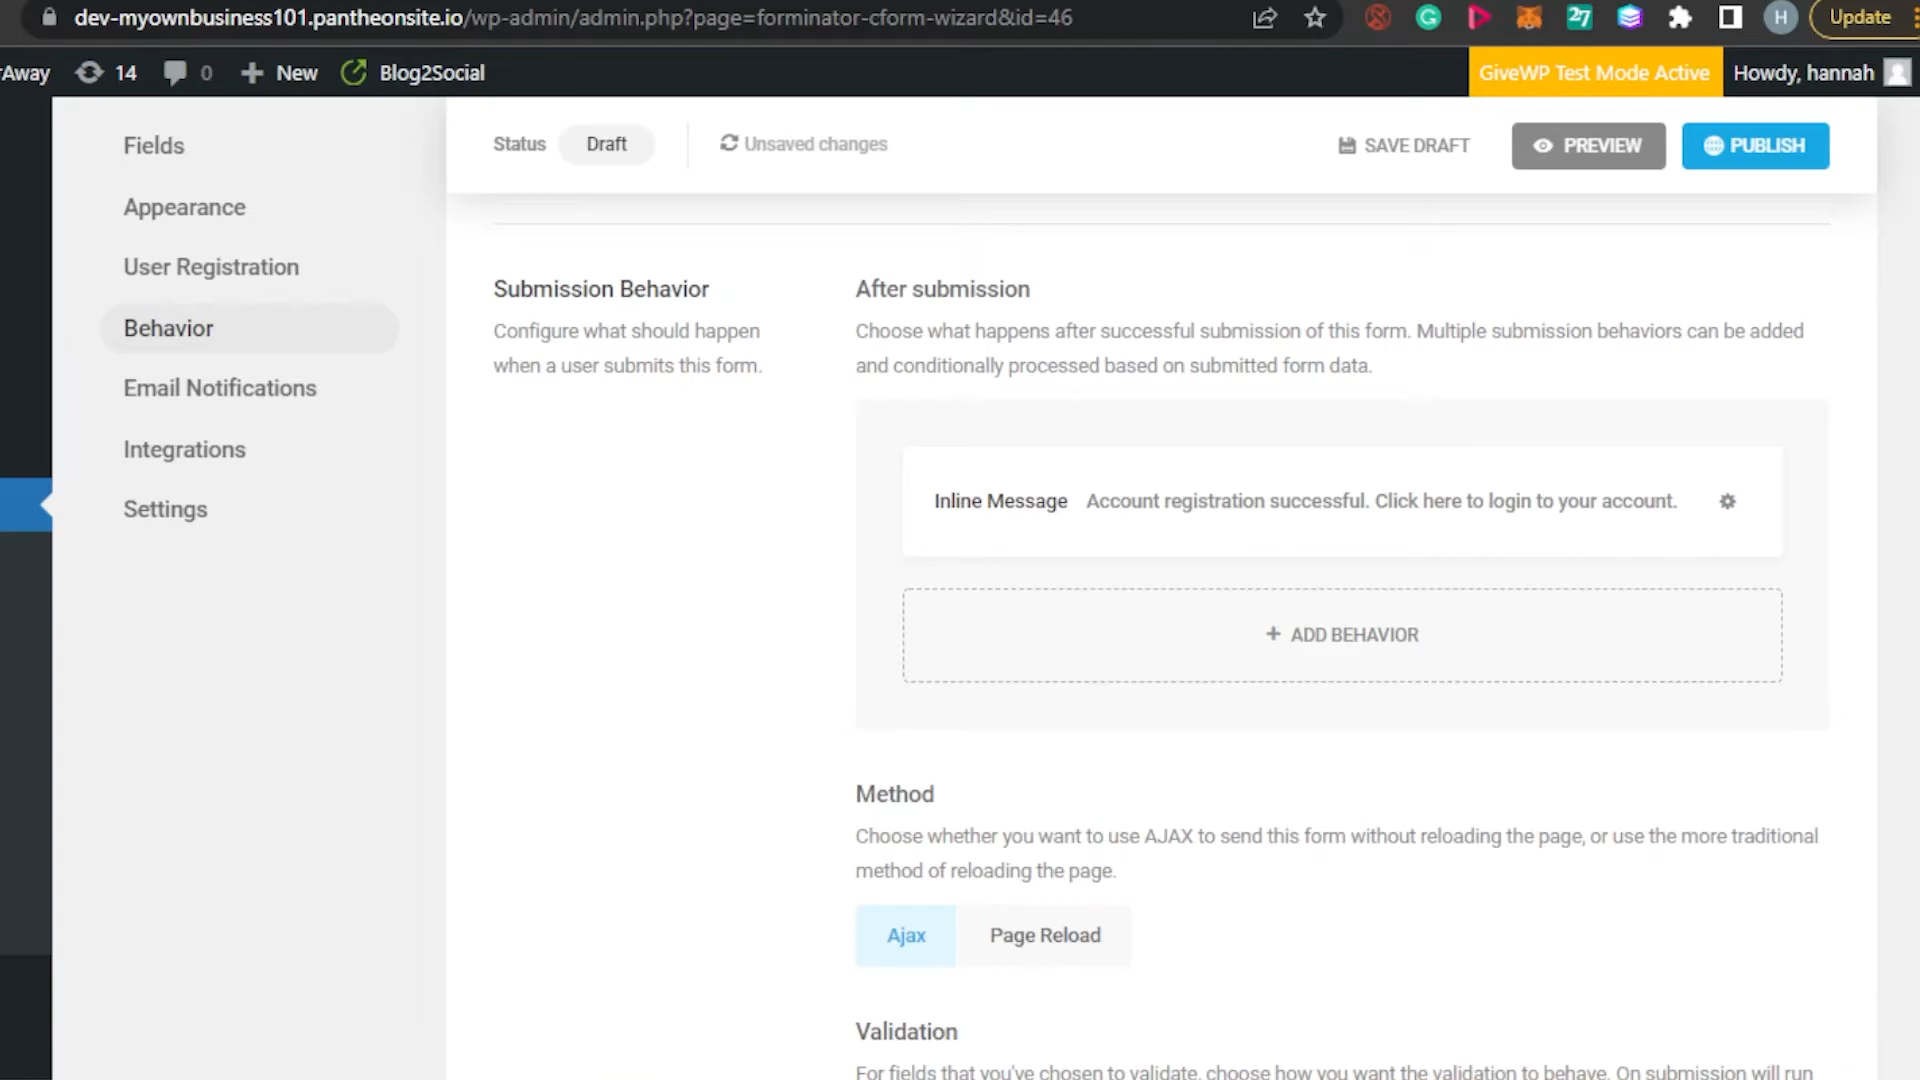 dev-myownbusiness101.pantheonsite.io/wp-admin/admin.php?page=forminator-cform-wizard&id=46
G
27
H
Update
rAway
14
0
New
Blog2Social
GiveWP Test Mode Active
Howdy, hannah
Fields
Appearance
User Registration
Behavior
Email Notifications
Integrations
Settings
Status
Draft
Unsaved changes
SAVE DRAFT
PREVIEW
PUBLISH
Submission Behavior
Configure what should happen
when a user submits this form.
After submission
Choose what happens after successful submission of this form. Multiple submission behaviors can be added
and conditionally processed based on submitted form data.
Inline Message
Account registration successful. Click here to login to your account.
+ ADD BEHAVIOR
Method
Choose whether you want to use AJAX to send this form without reloading the page, or use the more traditional
method of reloading the page.
Ajax
Page Reload
Validation
For fields that you've chosen to validate, choose how you want the validation to behave. On submission will run